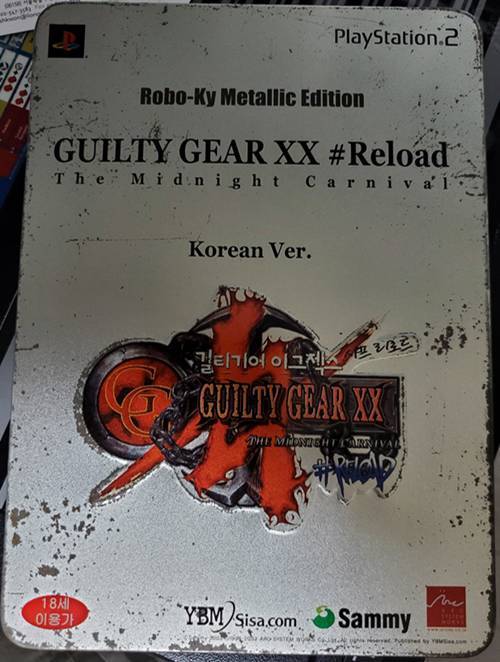 PlayStation.2
Robo-Ky Metallic Edition
GUILTY GEAR XX #Reload
The Midnight Carnival
Korean Ver.
길티기어 이그젝스
샤프 리로드
GUILTY GEAR XX
THE MIDNIGHT CARNIVAL
#RELOAD
18세
이용가
YBM Sisa.com
Sammy